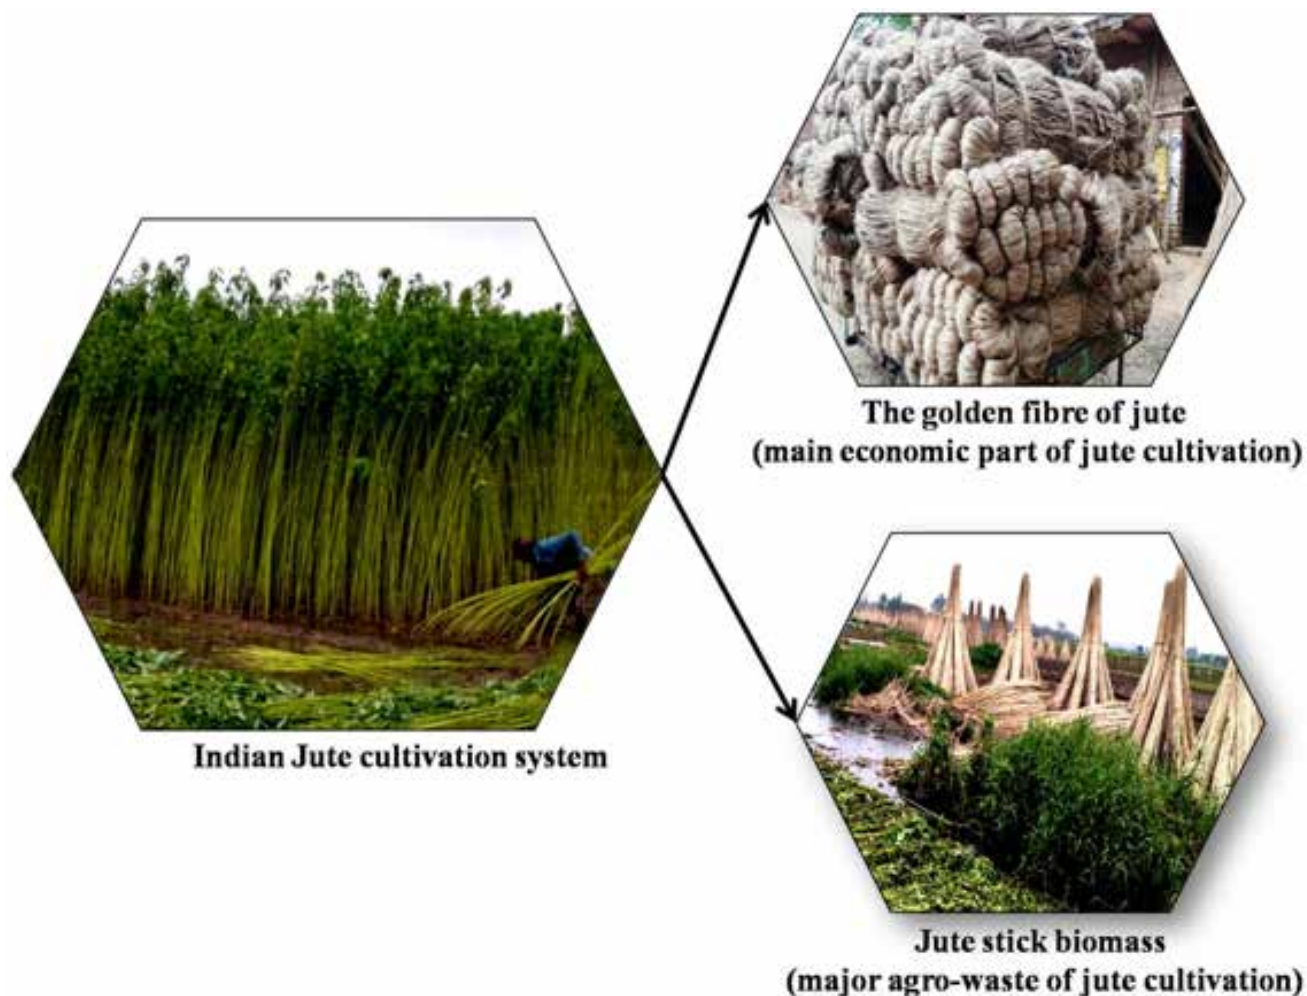 The golden fibre of jute
(main economic part of jute cultivation)
Indian Jute cultivation system
Jute stick biomass
(major agro-waste of jute cultivation)